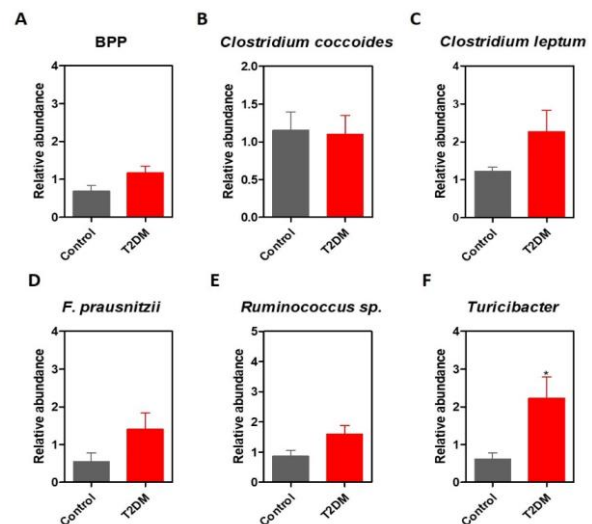 A
BPP
Relative abundance
4
3
2
1
0
Control
T2DM
B
Clostridium coccoides
Relative abundance
2.0
1.5
1.0
0.5
0.0
Control
T2DM
C
Clostridium leptum
Relative abundance
4
3
2
1
0
Control
T2DM
D
F. prausnitzii
Relative abundance
4
3
2
1
0
Control
T2DM
E
Ruminococcus sp.
Relative abundance
5
4
3
2
1
0
Control
T2DM
F
Turicibacter
Relative abundance
4
3
2
1
0
*
Control
T2DM